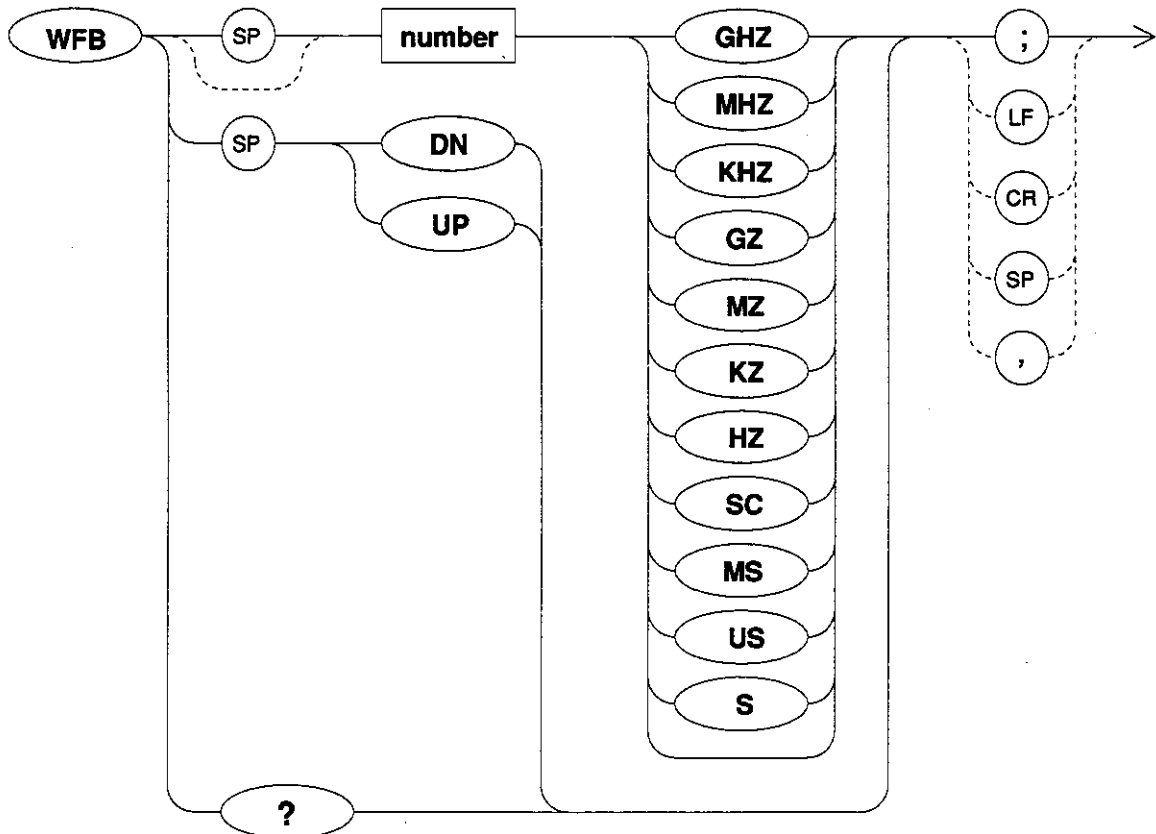 WFB SP number GHZ ;
MHZ LF
SP DN KHZ CR
UP GZ SP
MZ ,
KZ
HZ
SC
MS
US
S
?